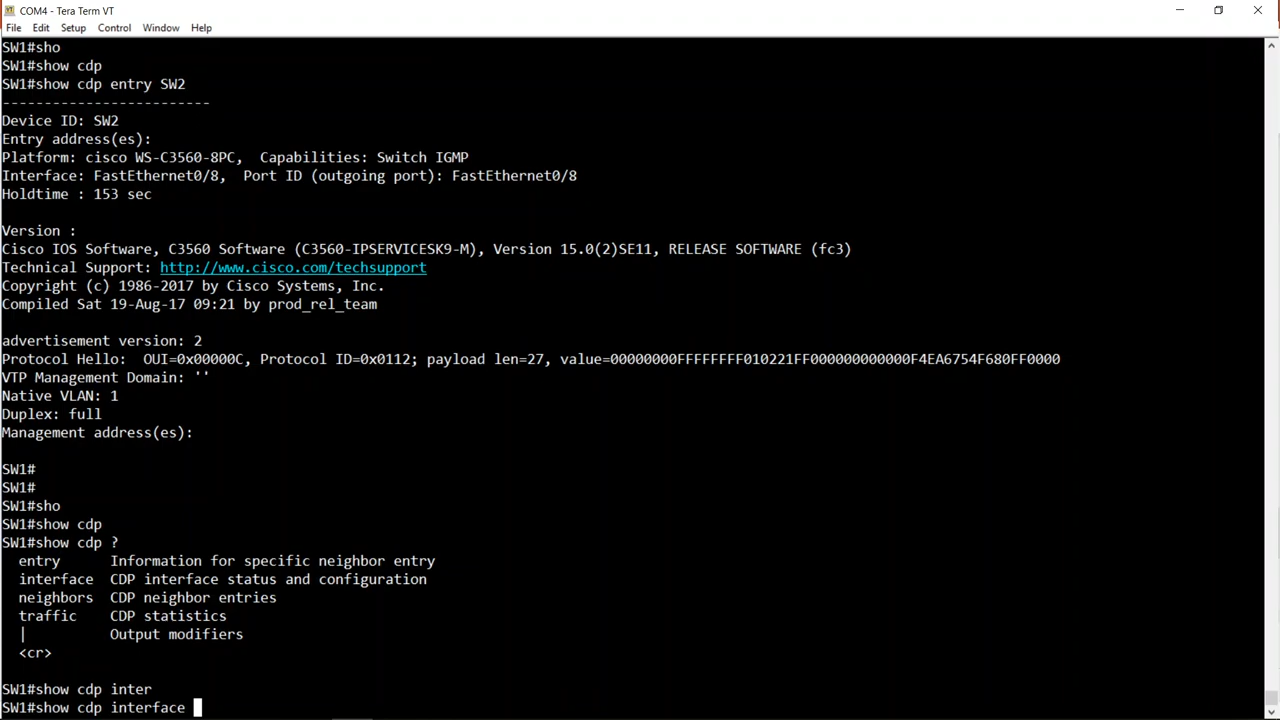 COM4 - Tera Term VT
File Edit Setup Control Window Help
SW1#sho
SW1#show cdp
SW1#show cdp entry SW2
-------------------------
Device ID: SW2
Entry address(es):
Platform: cisco WS-C3560-8PC,  Capabilities: Switch IGMP
Interface: FastEthernet0/8,  Port ID (outgoing port): FastEthernet0/8
Holdtime : 153 sec
Version :
Cisco IOS Software, C3560 Software (C3560-IPSERVICESK9-M), Version 15.0(2)SE11, RELEASE SOFTWARE (fc3)
Technical Support: http://www.cisco.com/techsupport
Copyright (c) 1986-2017 by Cisco Systems, Inc.
Compiled Sat 19-Aug-17 09:21 by prod_rel_team
advertisement version: 2
Protocol Hello:  OUI=0x00000C, Protocol ID=0x0112; payload len=27, value=00000000FFFFFFFF010221FF000000000000F4EA6754F680FF0000
VTP Management Domain: ''
Native VLAN: 1
Duplex: full
Management address(es):
SW1#
SW1#
SW1#sho
SW1#show cdp
SW1#show cdp ?
  entry      Information for specific neighbor entry
  interface  CDP interface status and configuration
  neighbors  CDP neighbor entries
  traffic    CDP statistics
  |          Output modifiers
  <cr>
SW1#show cdp inter
SW1#show cdp interface